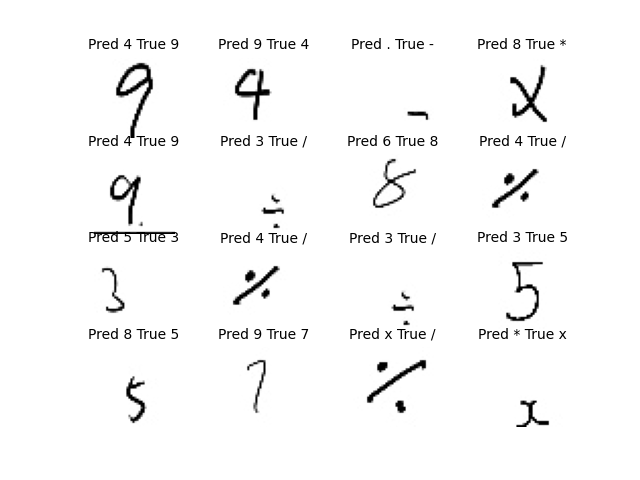 Pred 4 True 9 Pred 9 True 4 Pred . True - Pred 8 True *
9 4 - x
Pred 4 True 9 Pred 3 True / Pred 6 True 8 Pred 4 True /
9 ÷ 8 ÷
Pred 5 True 3 Pred 4 True / Pred 3 True / Pred 3 True 5
3 ÷ ÷ 5
Pred 8 True 5 Pred 9 True 7 Pred x True / Pred * True x
5 7 ÷ x